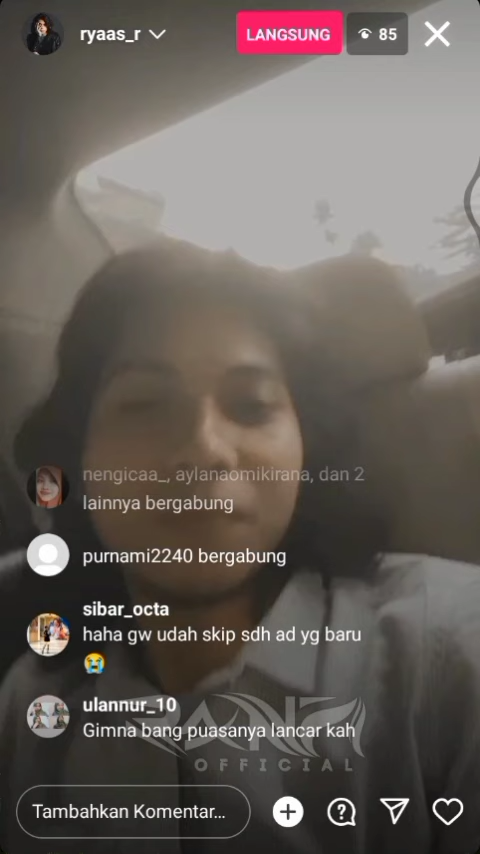 ryaas_r
LANGSUNG
85
nengicaa_, aylanaomikirana, dan 2
lainnya bergabung
purnami2240 bergabung
sibar_octa
haha gw udah skip sdh ad yg baru
😭
ulannur_10
Gimna bang puasanya lancar kah
OFFICIAL
Tambahkan Komentar...